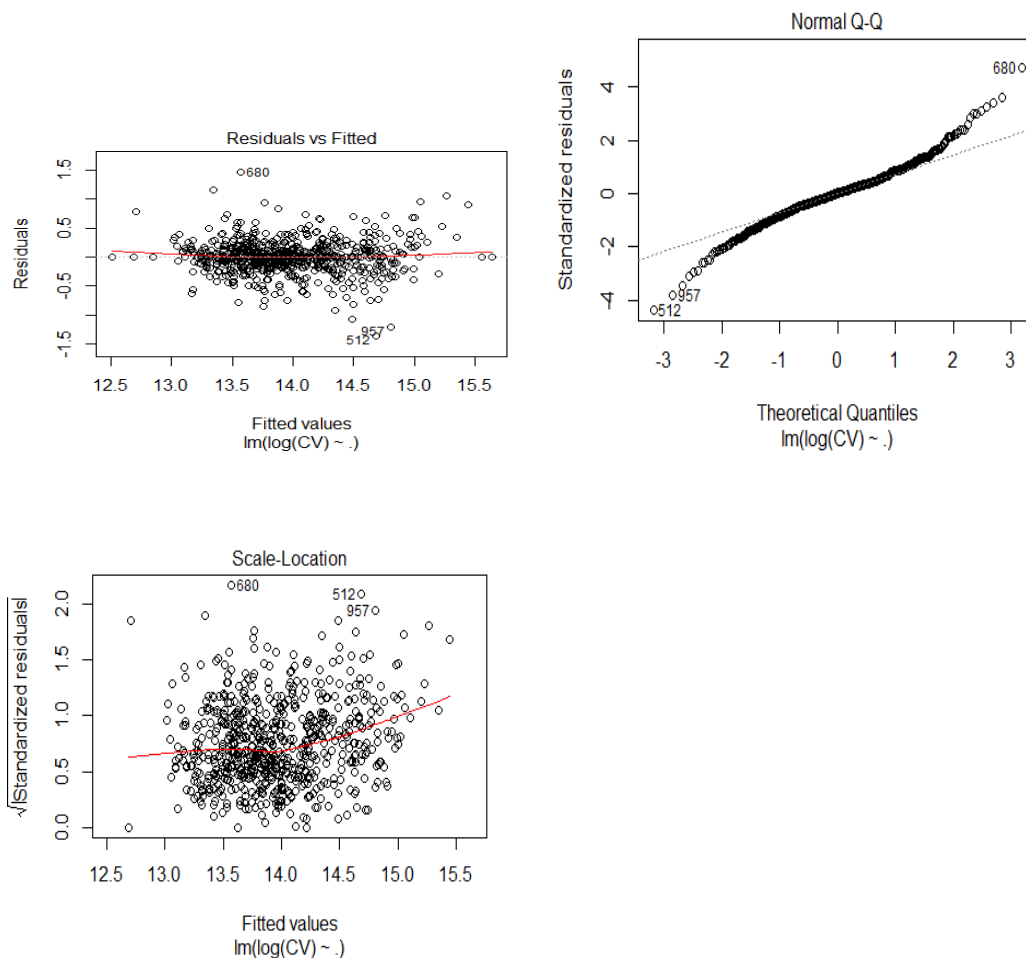 Residuals vs Fitted
Residuals
1.5
0.5
-0.5
-1.5
680
957
512
12.5 13.0 13.5 14.0 14.5 15.0 15.5
Fitted values
lm(log(CV) ~ .)
Normal Q-Q
Standardized residuals
4
2
0
-2
-4
680
957
512
-3 -2 -1 0 1 2 3
Theoretical Quantiles
lm(log(CV) ~ .)
Scale-Location
√|Standardized residuals|
2.0
1.5
1.0
0.5
0.0
680
512
957
12.5 13.0 13.5 14.0 14.5 15.0 15.5
Fitted values
lm(log(CV) ~ .)